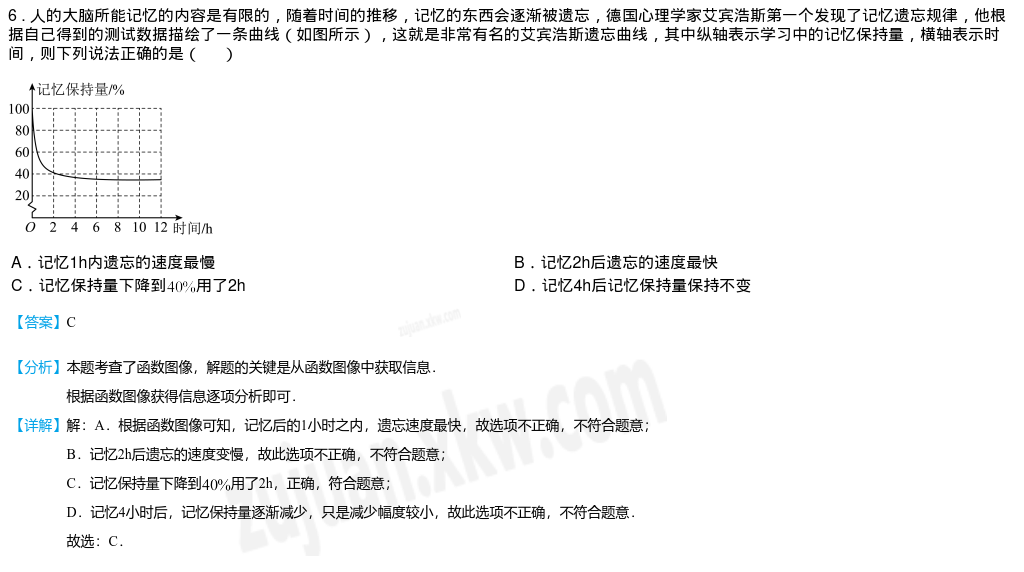 6．人的大脑所能记忆的内容是有限的，随着时间的推移，记忆的东西会逐渐被遗忘，德国心理学家艾宾浩斯第一个发现了记忆遗忘规律，他根
据自己得到的测试数据描绘了一条曲线（如图所示），这就是非常有名的艾宾浩斯遗忘曲线，其中纵轴表示学习中的记忆保持量，横轴表示时
间，则下列说法正确的是（　　）
记忆保持量/%
100
80
60
40
20
O 2 4 6 8 10 12 时间/h
A．记忆1h内遗忘的速度最慢 B．记忆2h后遗忘的速度最快
C．记忆保持量下降到40%用了2h D．记忆4h后记忆保持量保持不变
【答案】C
zujuan.xkw.com
【分析】本题考查了函数图像，解题的关键是从函数图像中获取信息．
根据函数图像获得信息逐项分析即可．
【详解】解：A．根据函数图像可知，记忆后的1小时之内，遗忘速度最快，故选项不正确，不符合题意；
B．记忆2h后遗忘的速度变慢，故此选项不正确，不符合题意；
C．记忆保持量下降到40%用了2h，正确，符合题意；
D．记忆4小时后，记忆保持量逐渐减少，只是减少幅度较小，故此选项不正确，不符合题意．
故选：C．
zujuan.xkw.com